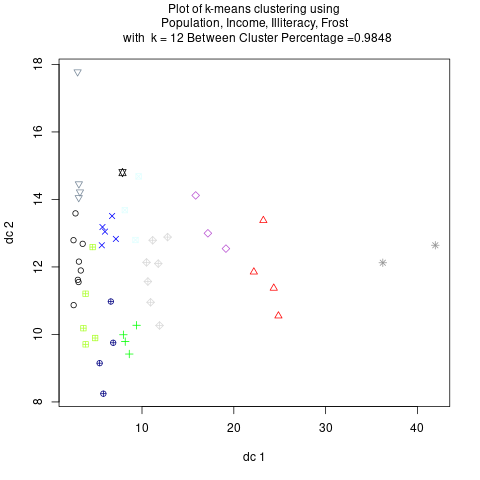 Plot of k-means clustering using
Population, Income, Illiteracy, Frost
with k = 12 Between Cluster Percentage =0.9848
18
16
14
12
10
8
dc 2
10
20
30
40
dc 1